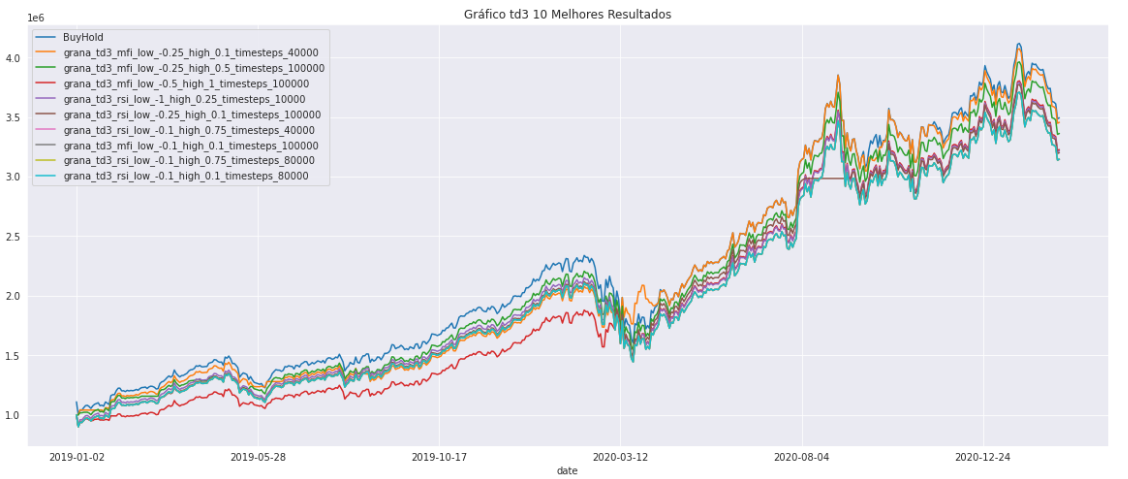 Gráfico td3 10 Melhores Resultados
1e6
BuyHold
grana_td3_mfi_low_-0.25_high_0.1_timesteps_40000
grana_td3_mfi_low_-0.25_high_0.5_timesteps_100000
grana_td3_mfi_low_-0.5_high_1_timesteps_100000
grana_td3_rsi_low_-1_high_0.25_timesteps_10000
grana_td3_rsi_low_-0.25_high_0.1_timesteps_100000
grana_td3_rsi_low_-0.1_high_0.75_timesteps_40000
grana_td3_mfi_low_-0.1_high_0.1_timesteps_100000
grana_td3_rsi_low_-0.1_high_0.75_timesteps_80000
grana_td3_rsi_low_-0.1_high_0.1_timesteps_80000
4.0
3.5
3.0
2.5
2.0
1.5
1.0
2019-01-02
2019-05-28
2019-10-17
2020-03-12
2020-08-04
2020-12-24
date